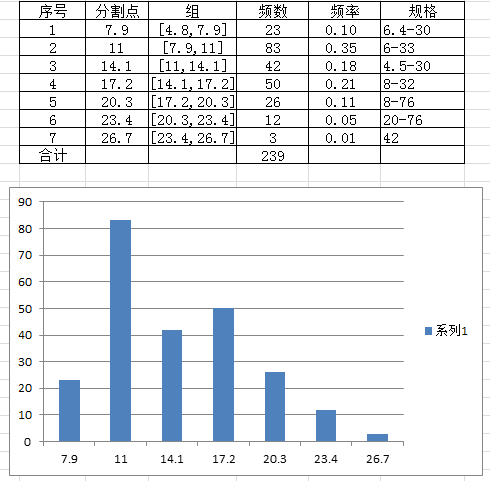 序号 分割点 组 频数 频率 规格
1 7.9 [4.8,7.9] 23 0.10 6.4-30
2 11 [7.9,11] 83 0.35 6-33
3 14.1 [11,14.1] 42 0.18 4.5-30
4 17.2 [14.1,17.2] 50 0.21 8-32
5 20.3 [17.2,20.3] 26 0.11 8-76
6 23.4 [20.3,23.4] 12 0.05 20-76
7 26.7 [23.4,26.7] 3 0.01 42
合计 239
90
80
70
60
50
40
30
20
10
0
7.9 11 14.1 17.2 20.3 23.4 26.7
系列1